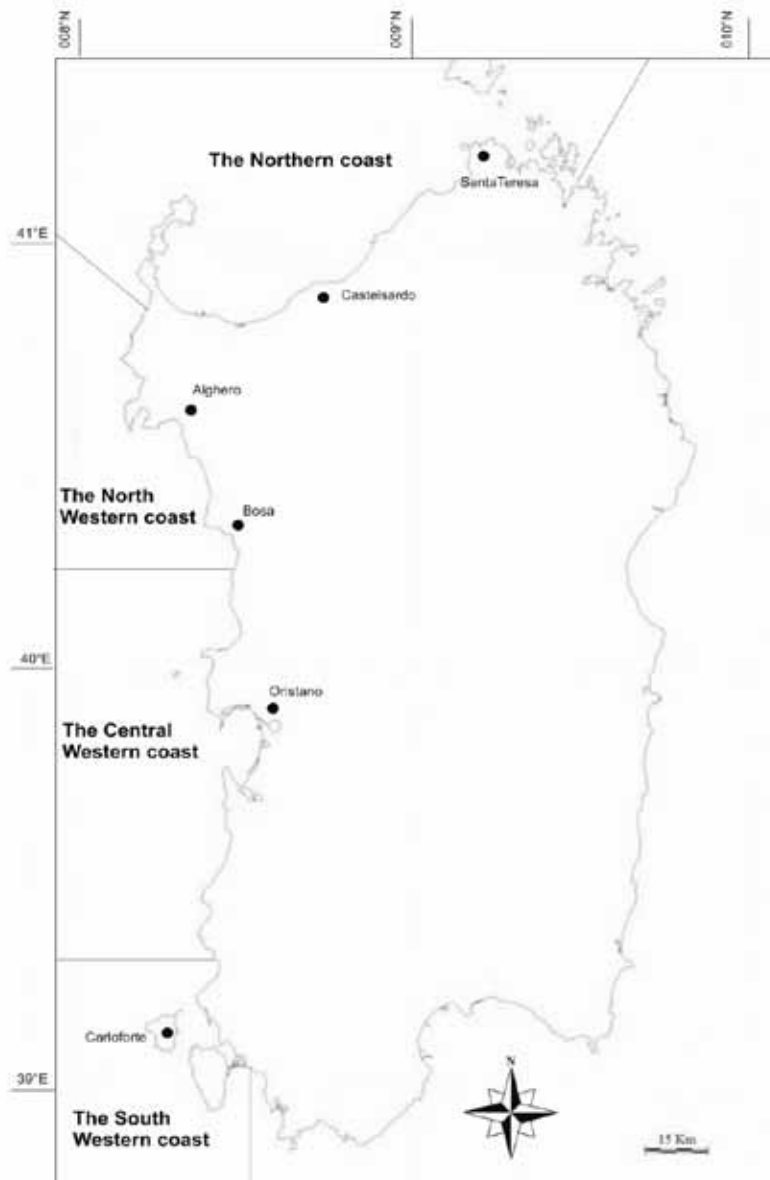 008°N
009°N
010°N
The Northern coast
SantaTeresa
41°E
Castelsardo
Alghero
The North
Western coast
Bosa
40°E
Oristano
The Central
Western coast
Carloforte
39°E
The South
Western coast
N
15 Km